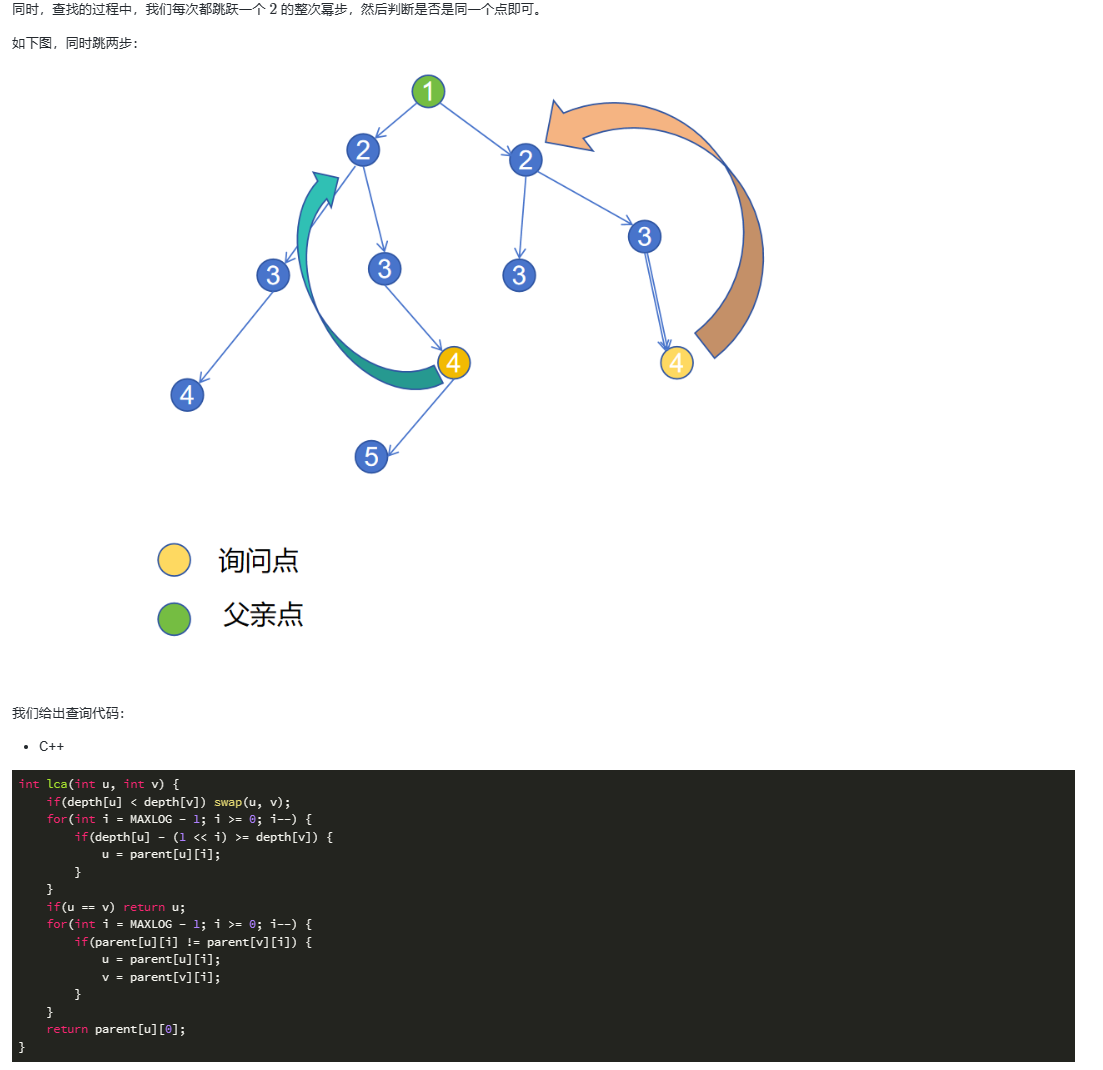 同时，查找的过程中，我们每次都跳跃一个 2 的整次幂步，然后判断是否是同一个点即可。
如下图，同时跳两步：
1
2
2
3
3
3
3
4
4
4
5
询问点
父亲点
我们给出查询代码：
• C++
int lca(int u, int v) {
    if(depth[u] < depth[v]) swap(u, v);
    for(int i = MAXLOG - 1; i >= 0; i--) {
        if(depth[u] - (1 << i) >= depth[v]) {
            u = parent[u][i];
        }
    }
    if(u == v) return u;
    for(int i = MAXLOG - 1; i >= 0; i--) {
        if(parent[u][i] != parent[v][i]) {
            u = parent[u][i];
            v = parent[v][i];
        }
    }
    return parent[u][0];
}